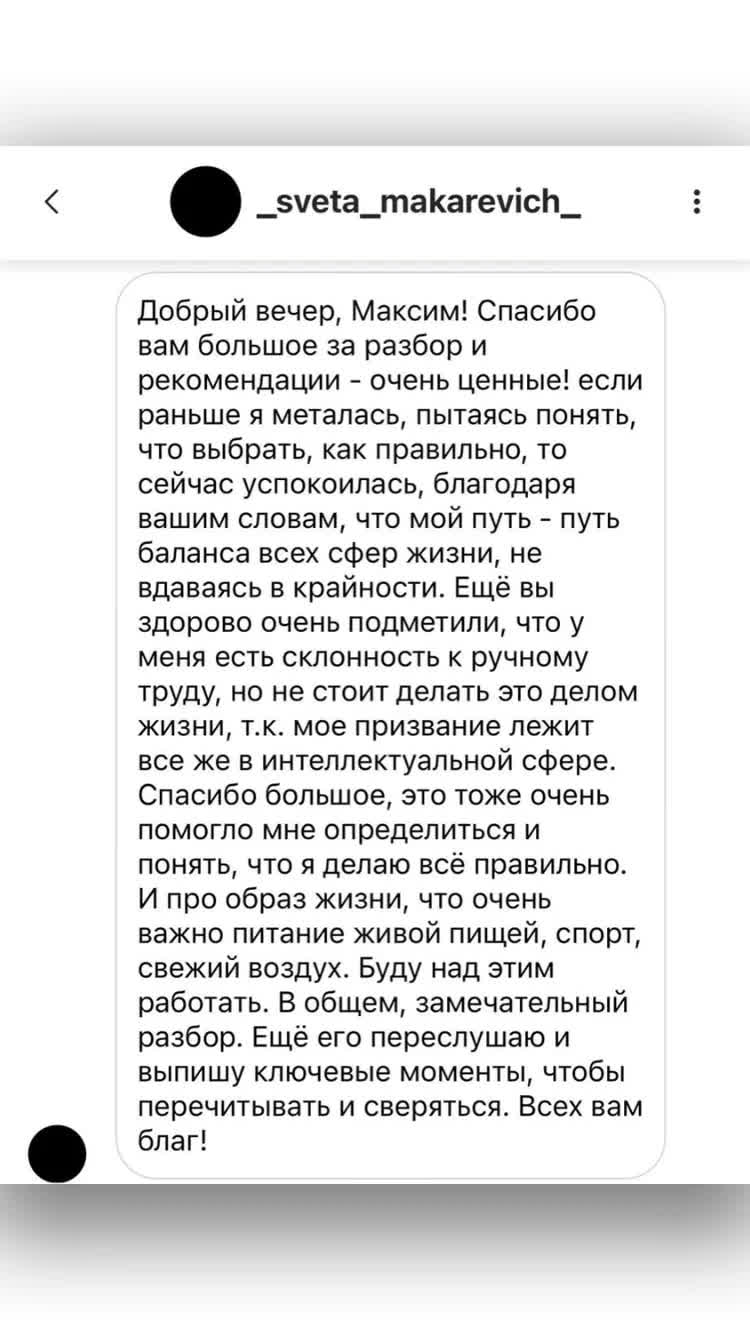 _sveta_makarevich_
Добрый вечер, Максим! Спасибо
вам большое за разбор и
рекомендации - очень ценные! если
раньше я металась, пытаясь понять,
что выбрать, как правильно, то
сейчас успокоилась, благодаря
вашим словам, что мой путь - путь
баланса всех сфер жизни, не
вдаваясь в крайности. Ещё вы
здорово очень подметили, что у
меня есть склонность к ручному
труду, но не стоит делать это делом
жизни, т.к. мое призвание лежит
все же в интеллектуальной сфере.
Спасибо большое, это тоже очень
помогло мне определиться и
понять, что я делаю всё правильно.
И про образ жизни, что очень
важно питание живой пищей, спорт,
свежий воздух. Буду над этим
работать. В общем, замечательный
разбор. Ещё его переслушаю и
выпишу ключевые моменты, чтобы
перечитывать и сверяться. Всех вам
благ!